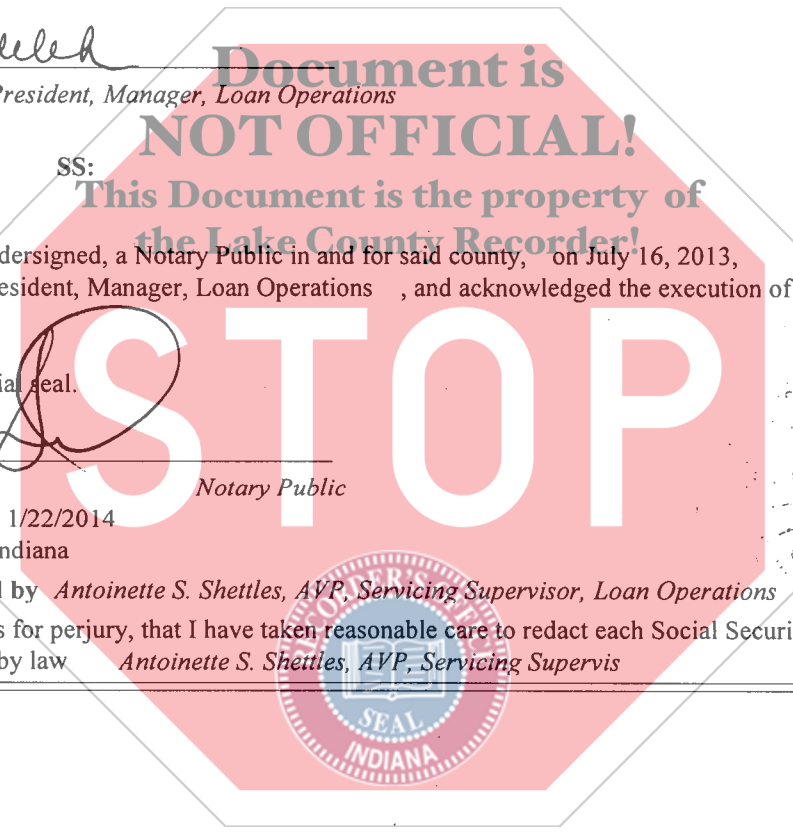 Document is
President, Manager, Loan Operations
NOT OFFICIAL!
SS:
This Document is the property of
the Lake County Recorder!
dersigned, a Notary Public in and for said county, on July 16, 2013,
esident, Manager, Loan Operations , and acknowledged the execution of
STOP
ial seal.
Notary Public
1/22/2014
ndiana
by Antoinette S. Shettles, AVP, Servicing Supervisor, Loan Operations
s for perjury, that I have taken reasonable care to redact each Social Securi
by law Antoinette S. Shettles, AVP, Servicing Supervis
SEAL
INDIANA